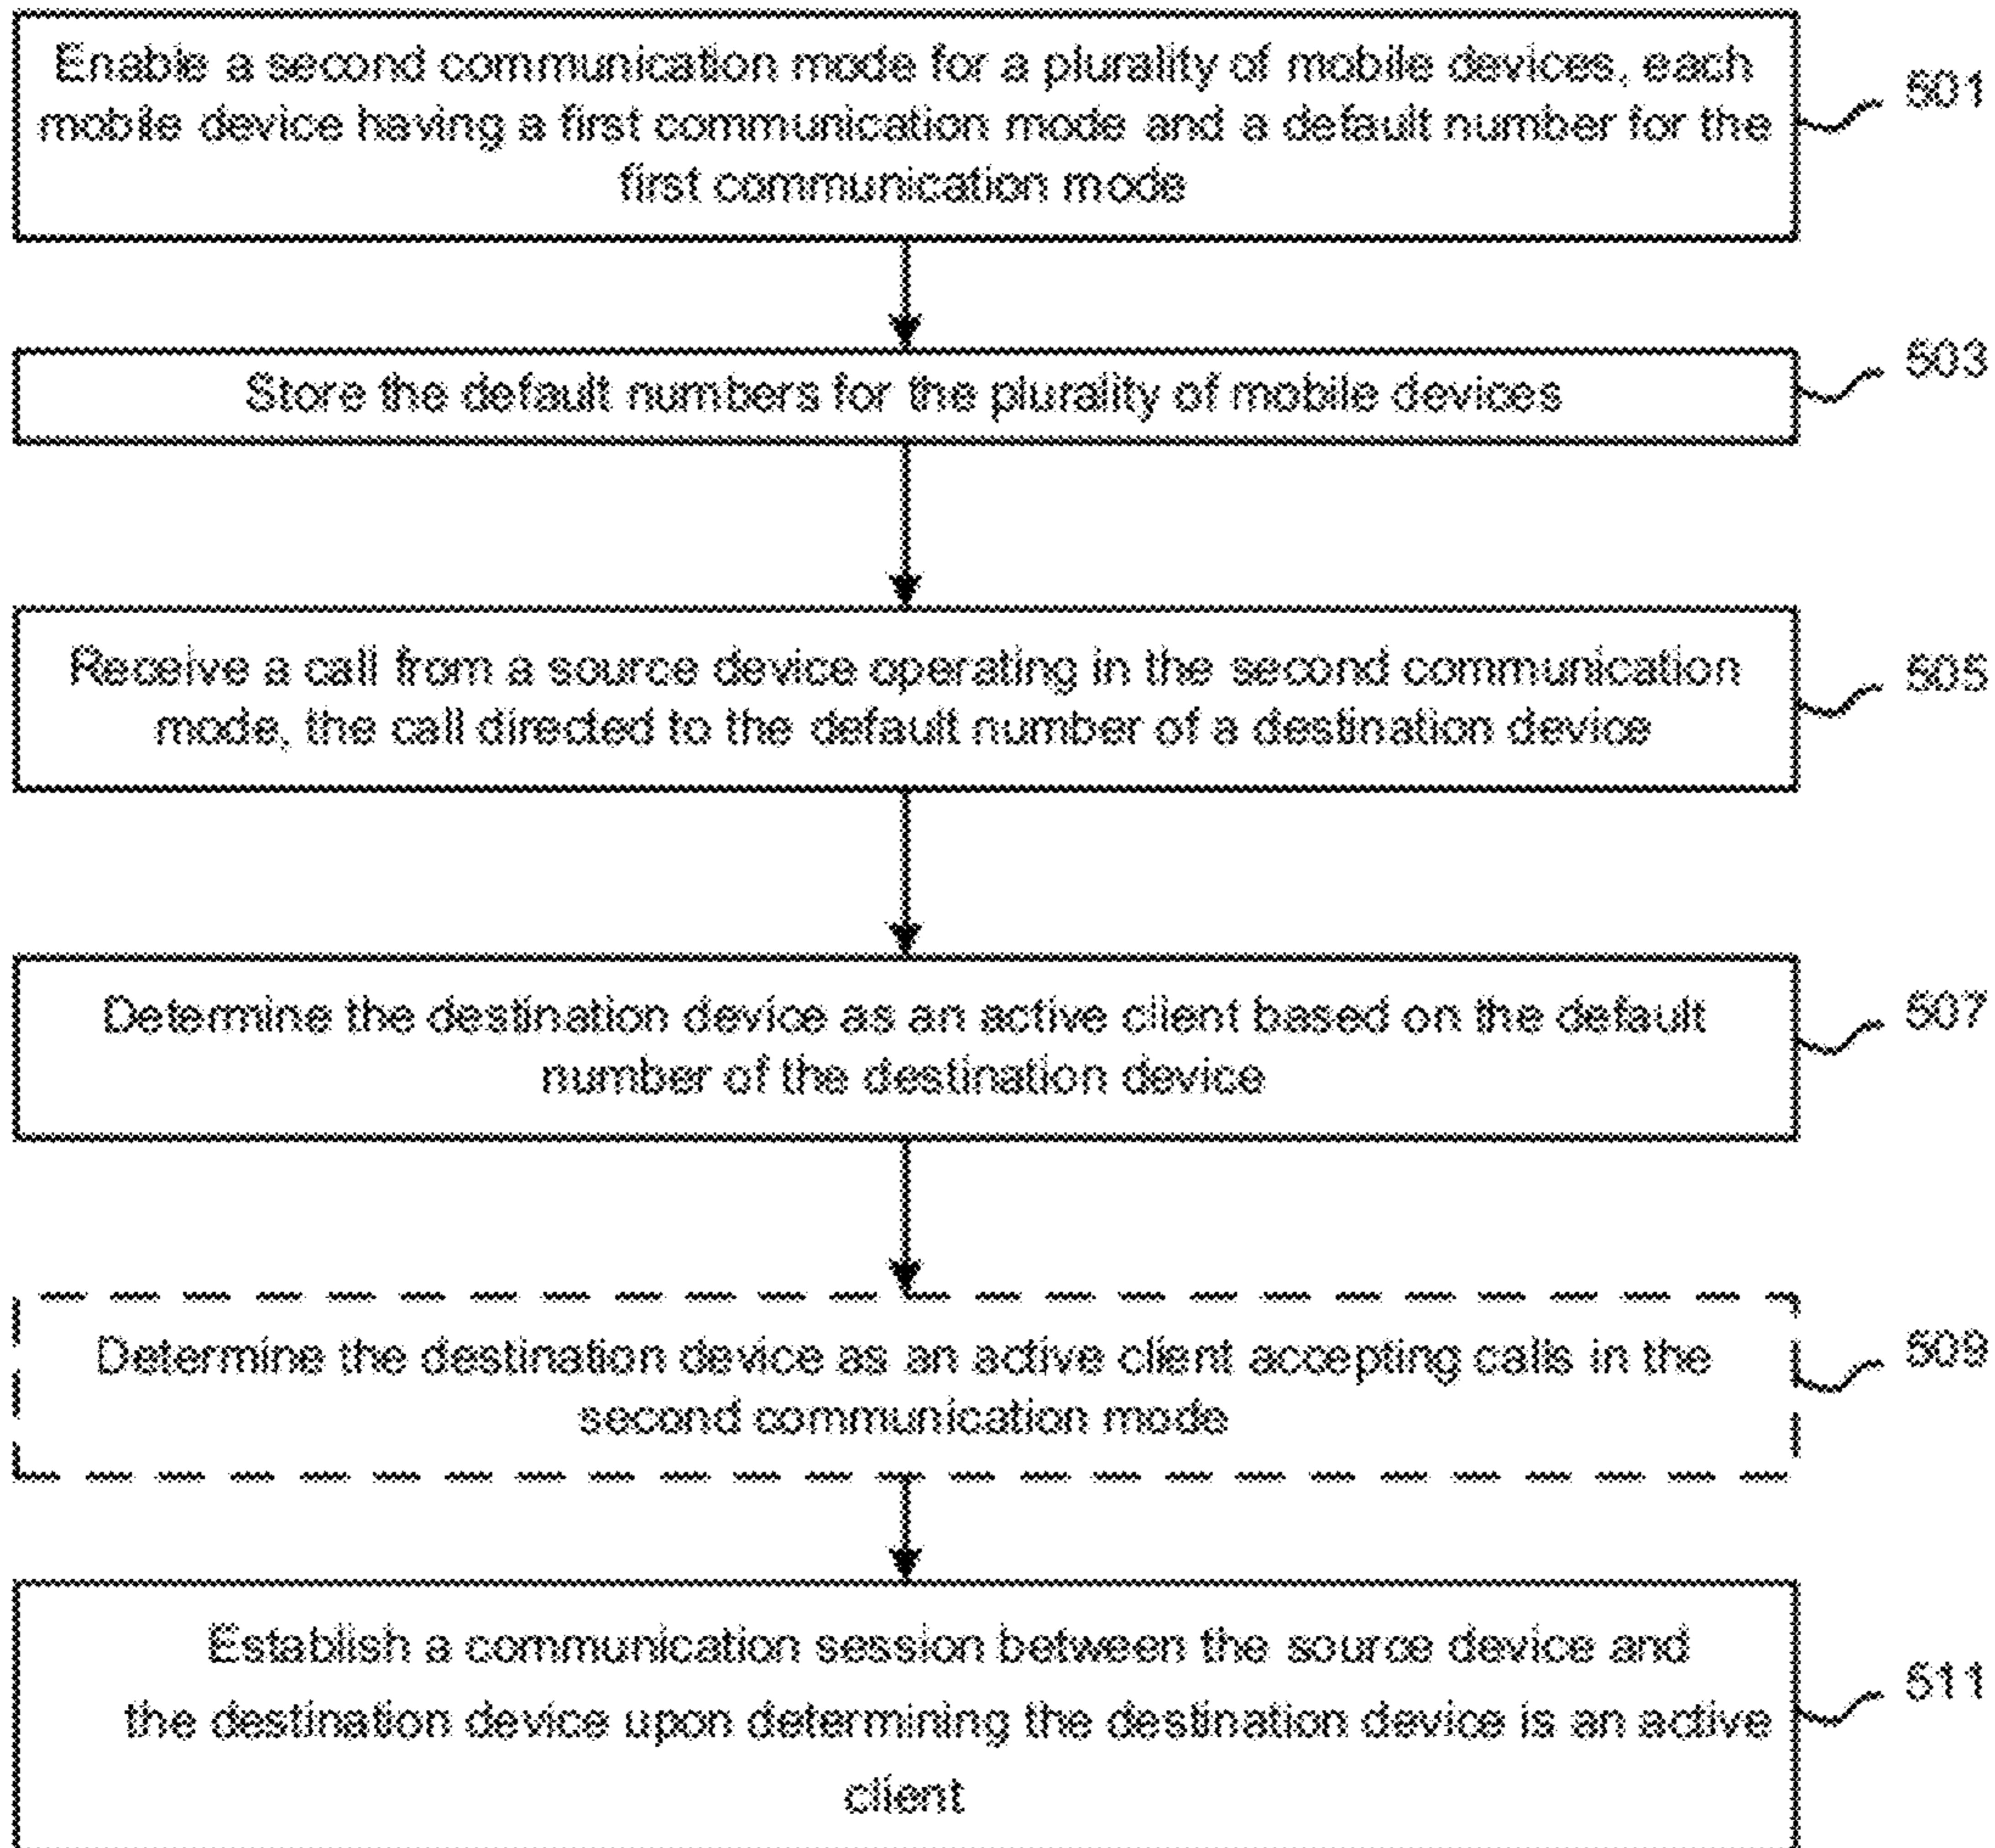 Enable a second communication mode for a plurality of mobile devices, each
mobile device having a first communication mode and a default number for the
first communication mode
501
Store the default numbers for the plurality of mobile devices
503
Receive a call from a source device operating in the second communication
mode, the call directed to the default number of a destination device
505
Determine the destination device as an active client based on the default
number of the destination device
507
Determine the destination device as an active client accepting calls in the
second communication mode
509
Establish a communication session between the source device and
the destination device upon determining the destination device is an active
client
511